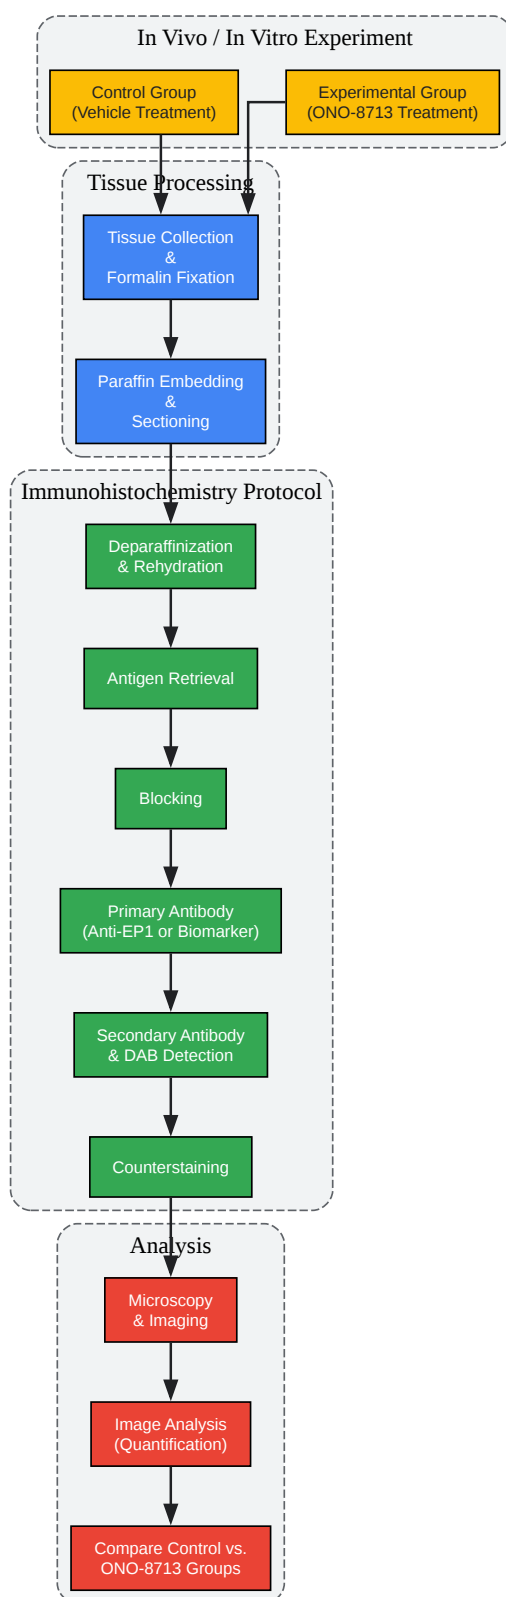 In Vivo / In Vitro Experiment
Control Group
(Vehicle Treatment)
Experimental Group
(ONO-8713 Treatment)
Tissue Processing
Tissue Collection
&
Formalin Fixation
Paraffin Embedding
&
Sectioning
Immunohistochemistry Protocol
Deparaffinization
& Rehydration
Antigen Retrieval
Blocking
Primary Antibody
(Anti-EP1 or Biomarker)
Secondary Antibody
& DAB Detection
Counterstaining
Analysis
Microscopy
& Imaging
Image Analysis
(Quantification)
Compare Control vs.
ONO-8713 Groups